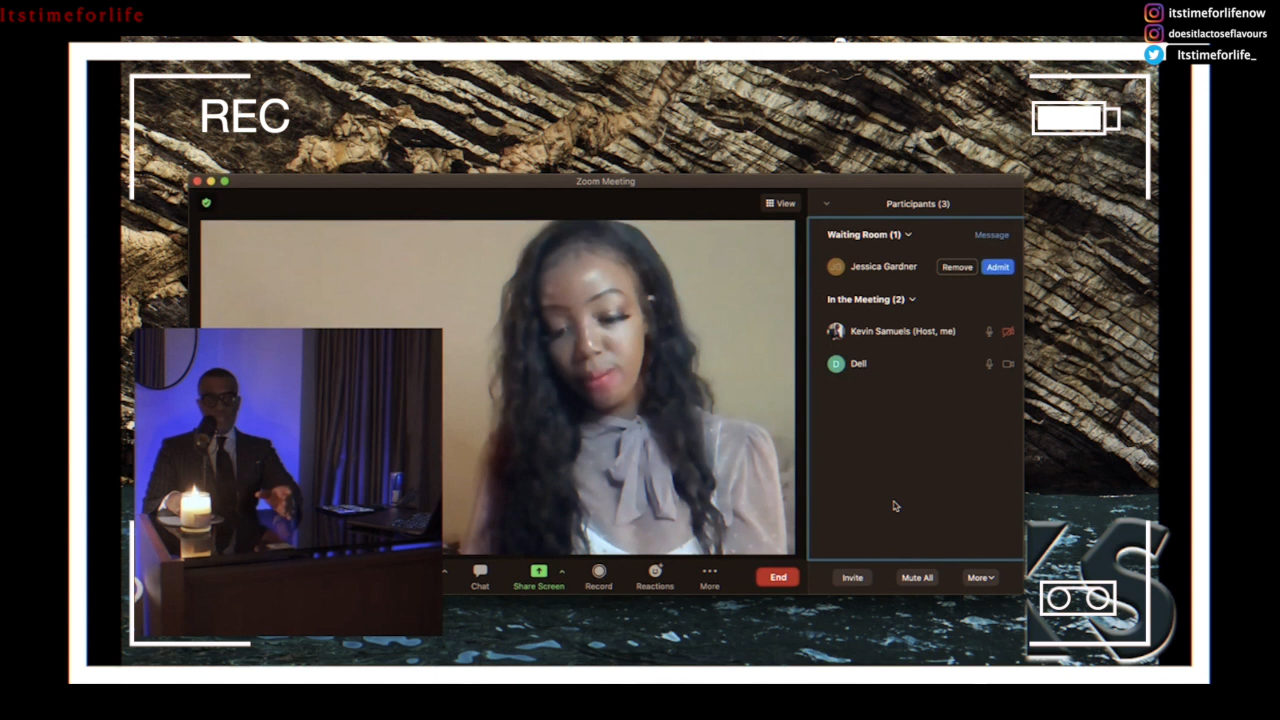 Itstimeforlife
itstimeforlifenow
doesitlactoseflavours
Itstimeforlife_
REC
Zoom Meeting
View
Participants (3)
Waiting Room (1)
Message
Jessica Gardner
Remove
Admit
In the Meeting (2)
Kevin Samuels (Host, me)
D
Dell
Chat
Share Screen
Record
Reactions
More
End
Invite
Mute All
More
KS